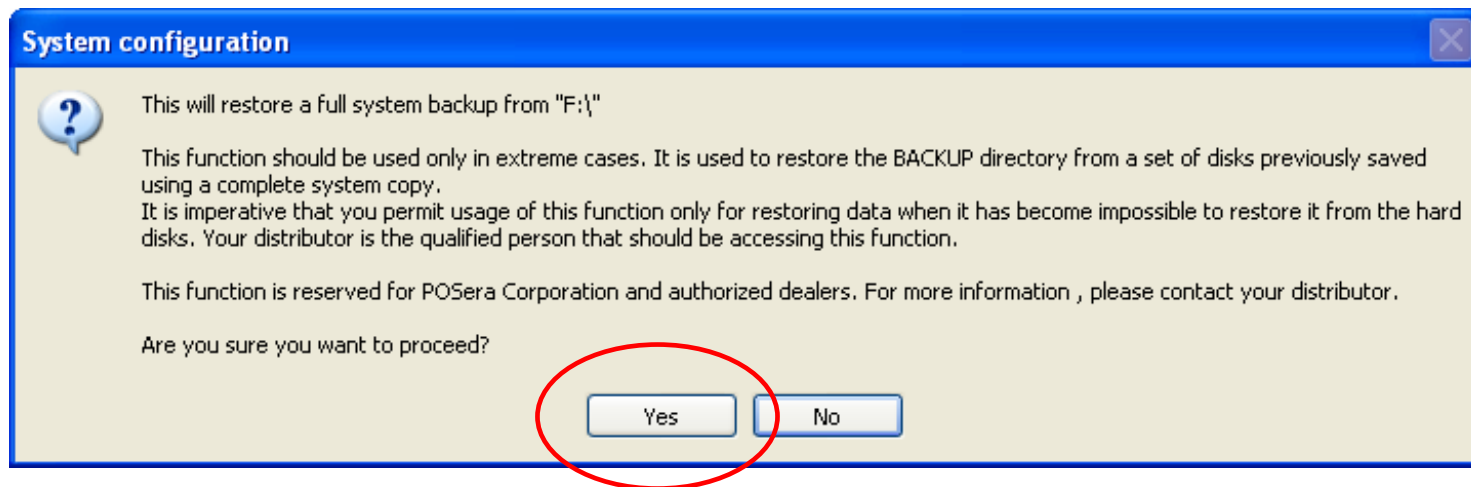 System configuration
This will restore a full system backup from "F:\"
This function should be used only in extreme cases. It is used to restore the BACKUP directory from a set of disks previously saved
using a complete system copy.
It is imperative that you permit usage of this function only for restoring data when it has become impossible to restore it from the hard
disks. Your distributor is the qualified person that should be accessing this function.
This function is reserved for POSera Corporation and authorized dealers. For more information , please contact your distributor.
Are you sure you want to proceed?
Yes No